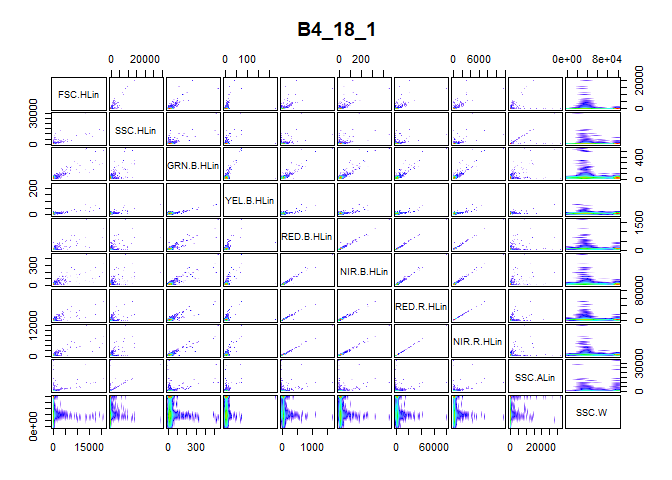 B4_18_1
0 20000 0 100 0 200 0 6000 0e+00 8e+04
FSC.HLin 0 20000
0 30000 SSC.HLin
GRN.B.HLin 0 400
0 200 YEL.B.HLin
RED.B.HLin 0 1500
0 300 NIR.B.HLin
RED.R.HLin 0 80000
0 12000 NIR.R.HLin
SSC.ALin 0 30000
0e+00 SSC.W
0 15000 0 300 0 1000 0 60000 0 20000